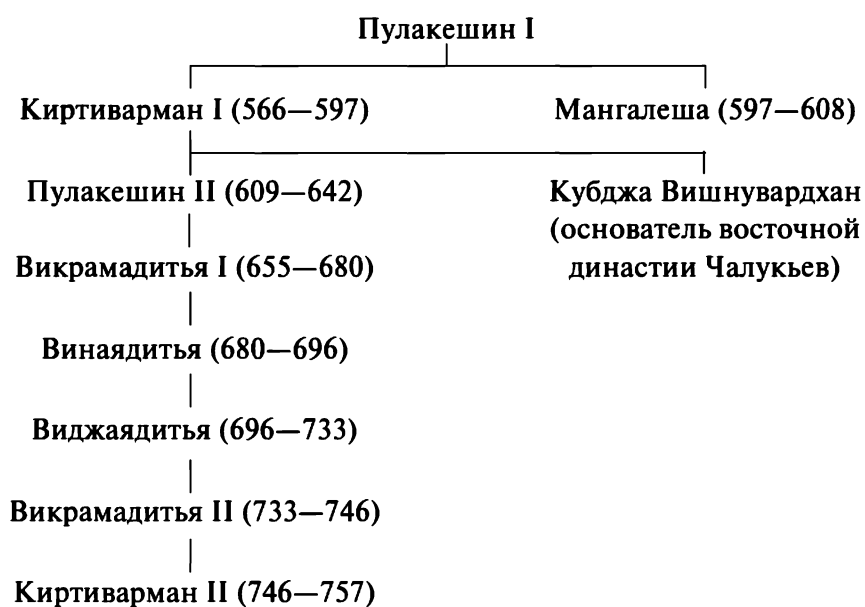 Пулакешин I
Киртиварман I (566—597)
Мангалеша (597—608)
Пулакешин II (609—642)
Кубджа Вишнувардхан
(основатель восточной
династии Чалукьев)
Викрамадитья I (655—680)
Винаядитья (680—696)
Виджаядитья (696—733)
Викрамадитья II (733—746)
Киртиварман II (746—757)